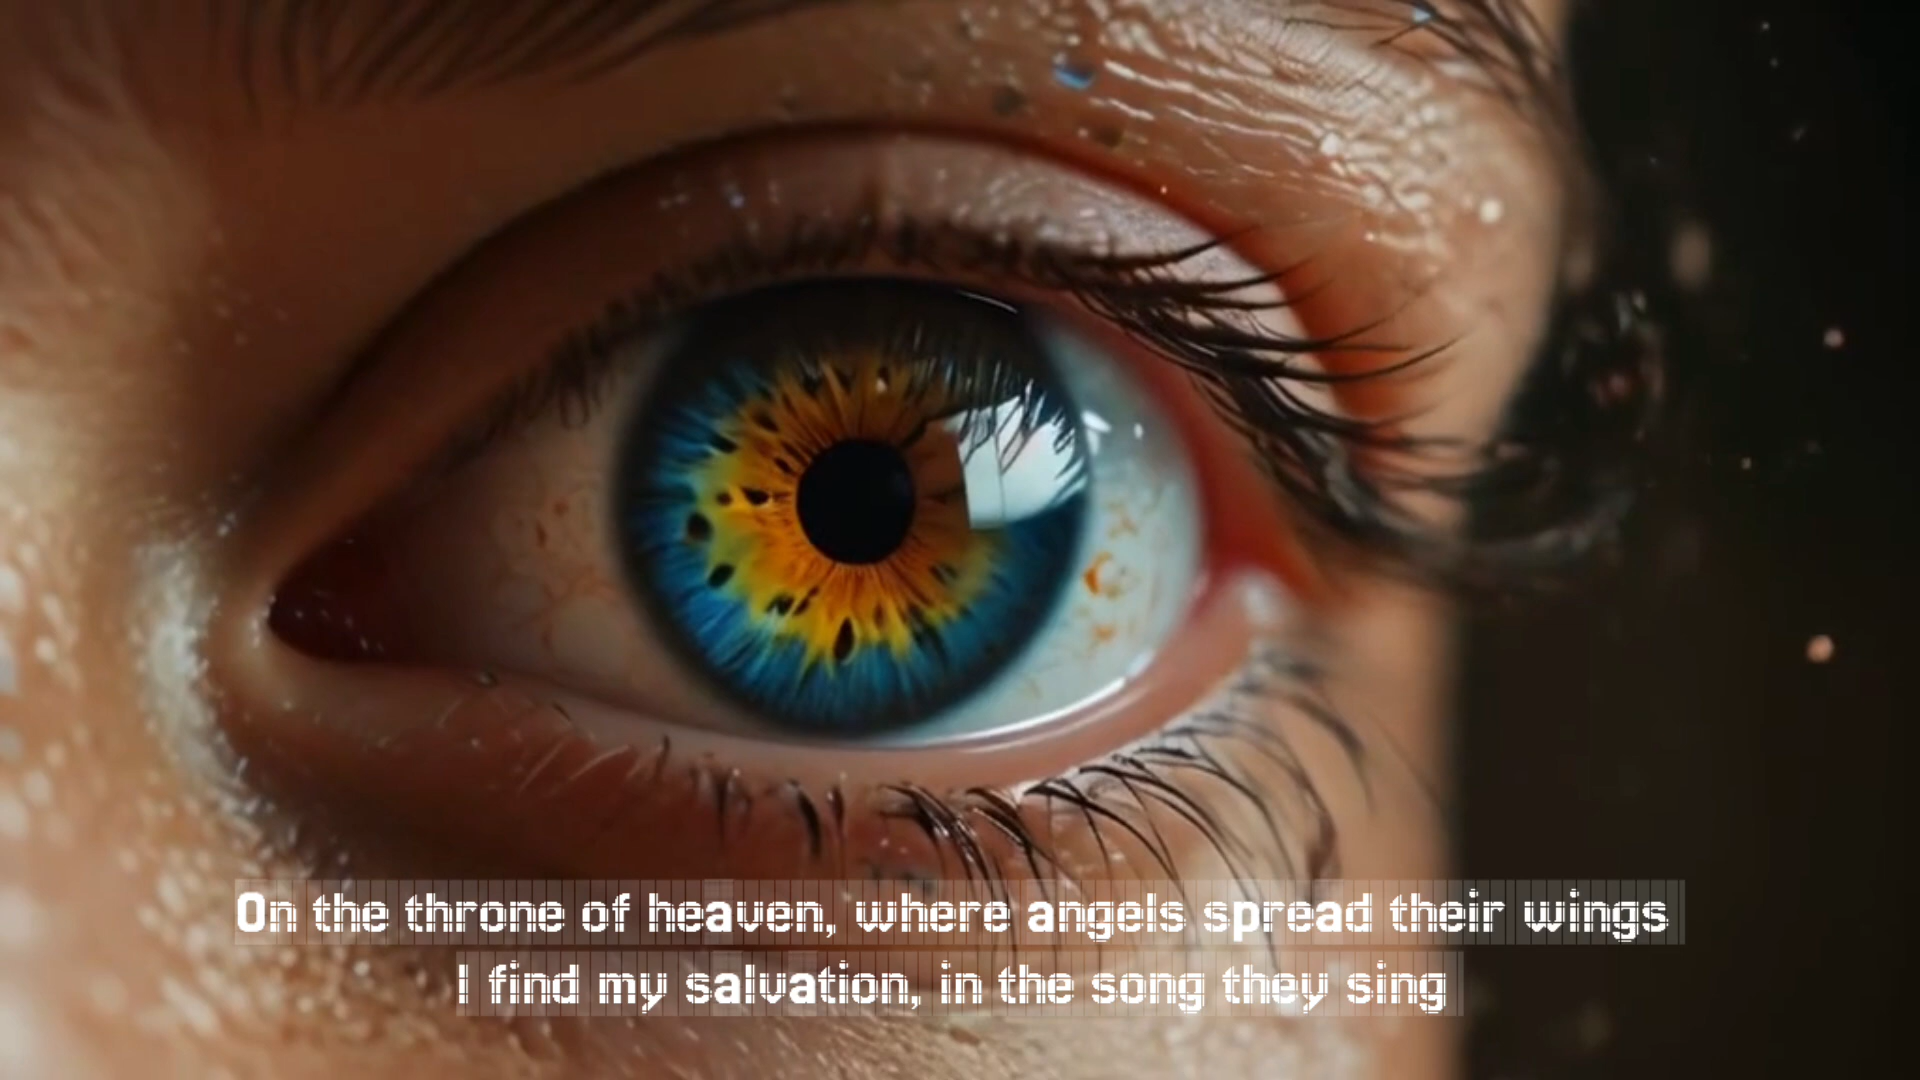 On the throne of heaven, where angels spread their wings
I find my salvation, in the song they sing